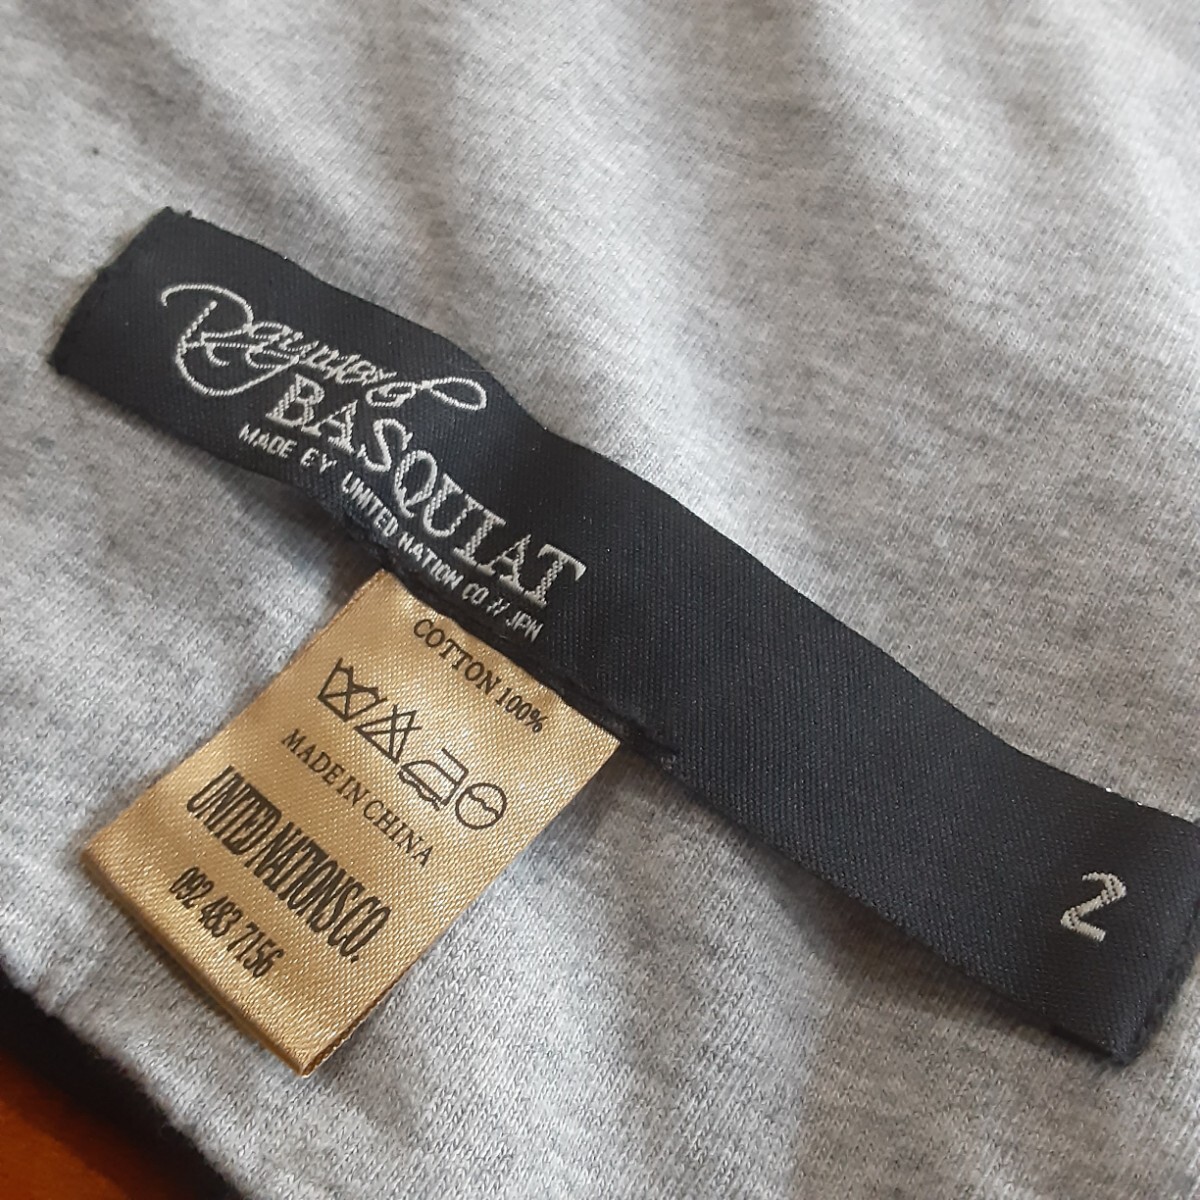 Raymond
BASQUIAT
MADE BY UNITED NATION CO // JPN
2
COTTON 100%
MADE IN CHINA
UNITED NATIONS CO.
092 483 7156